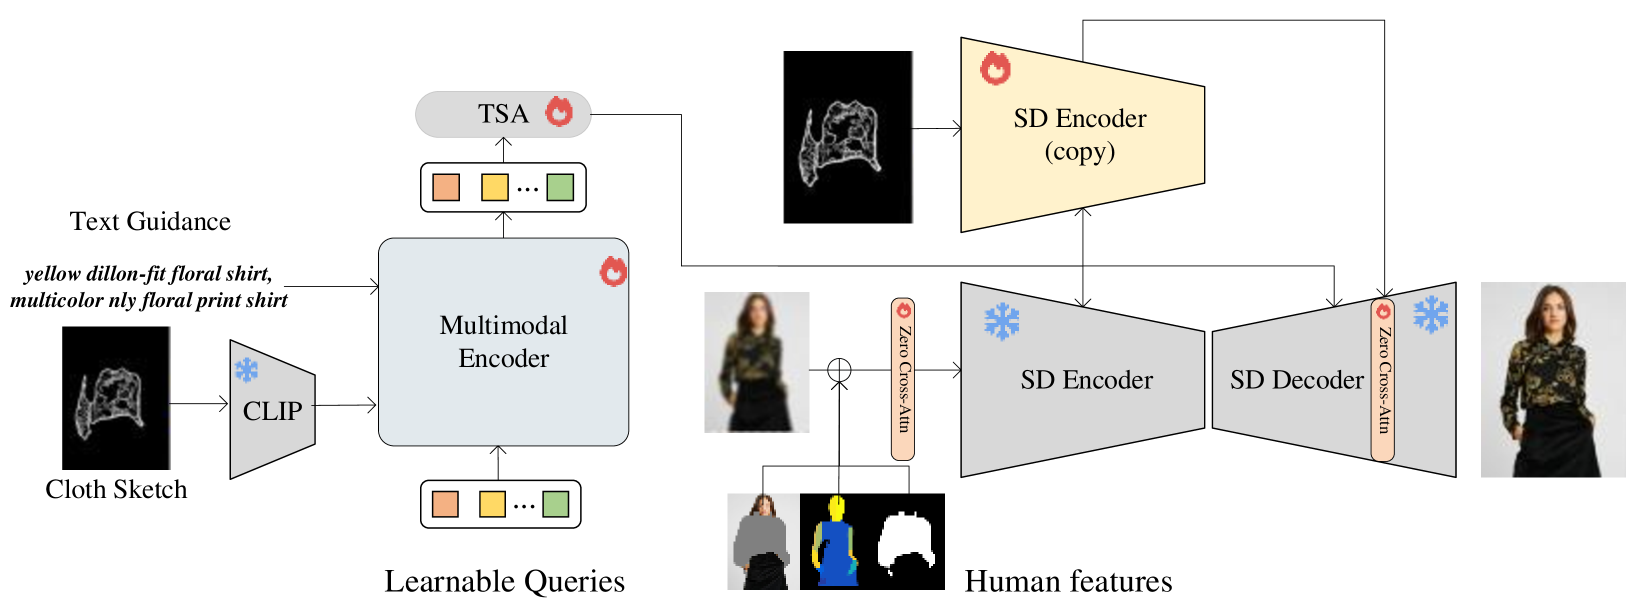 TSA
Text Guidance
yellow dillon-fit floral shirt,
multicolor nly floral print shirt
Cloth Sketch
CLIP
Multimodal
Encoder
Learnable Queries
SD Encoder
(copy)
Zero Cross-Attn
SD Encoder
SD Decoder
Zero Cross-Attn
Human features